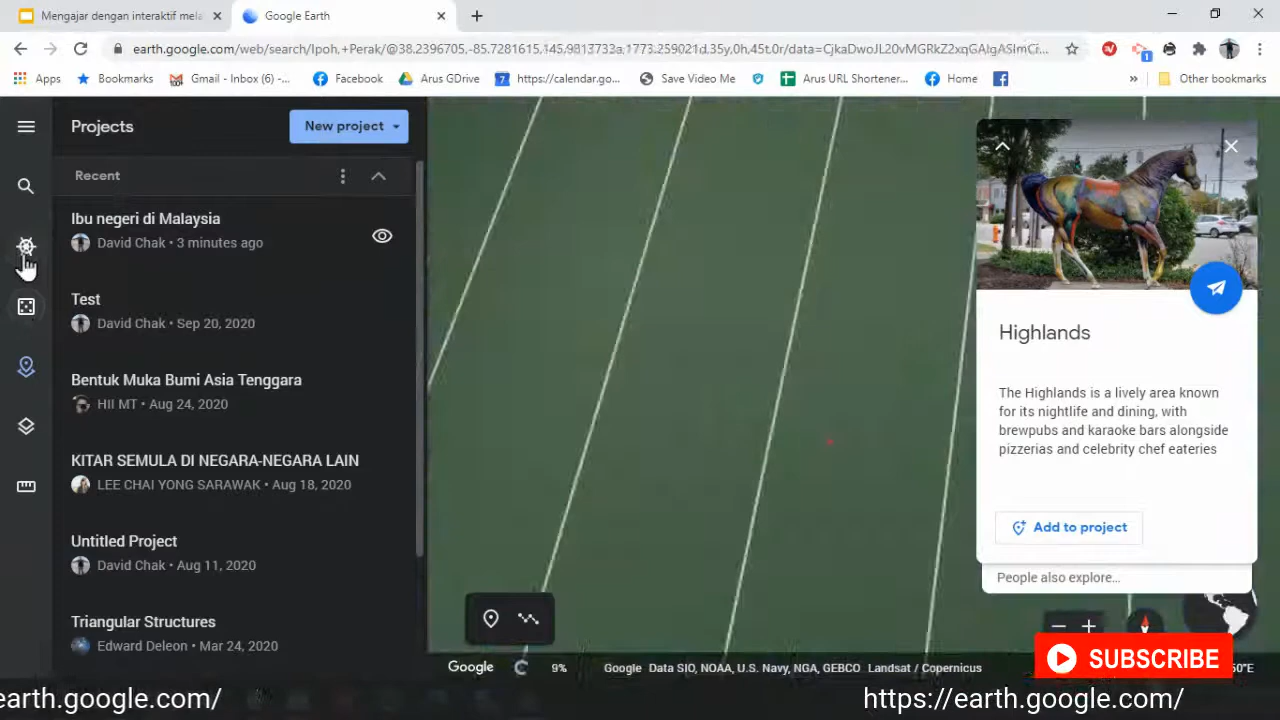 Mengajar dengan interaktif mela
Google Earth
earth.google.com/web/search/Ipoh,+Perak/@38.2396705,-85.7281615,145.9813733a,1773.259021d,35y,0h,45t,0r/data=CjkaDwoJL20vMGRkZ2xqGAIgASImCi...
Apps
Bookmarks
Gmail - Inbox (6) -...
Facebook
Arus GDrive
https://calendar.go...
Save Video Me
Arus URL Shortener...
Home
Other bookmarks
Projects
New project
Recent
Ibu negeri di Malaysia
David Chak • 3 minutes ago
Test
David Chak • Sep 20, 2020
Bentuk Muka Bumi Asia Tenggara
HII MT • Aug 24, 2020
KITAR SEMULA DI NEGARA-NEGARA LAIN
LEE CHAI YONG SARAWAK • Aug 18, 2020
Untitled Project
David Chak • Aug 11, 2020
Triangular Structures
Edward Deleon • Mar 24, 2020
Highlands
The Highlands is a lively area known
for its nightlife and dining, with
brewpubs and karaoke bars alongside
pizzerias and celebrity chef eateries
Add to project
People also explore...
Google
9%
Google Data SIO, NOAA, U.S. Navy, NGA, GEBCO Landsat / Copernicus
SUBSCRIBE
earth.google.com/
https://earth.google.com/